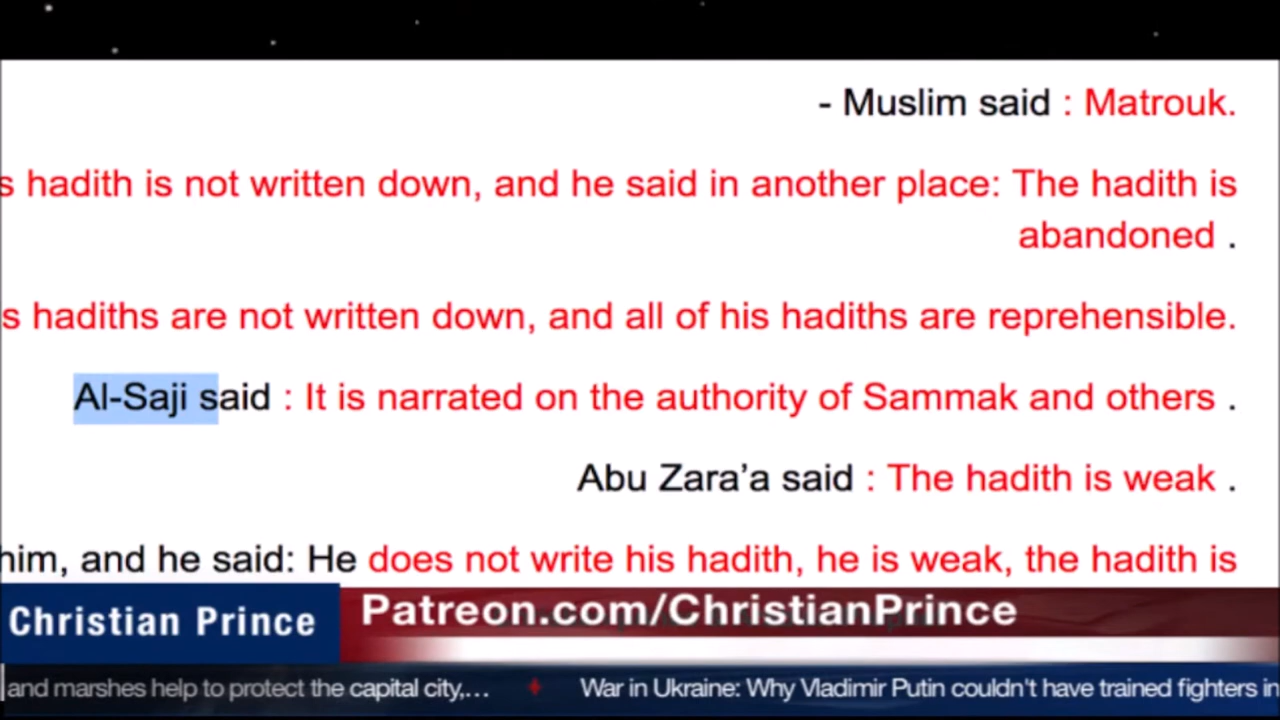 - Muslim said : Matrouk.
s hadith is not written down, and he said in another place: The hadith is
abandoned .
s hadiths are not written down, and all of his hadiths are reprehensible.
Al-Saji said : It is narrated on the authority of Sammak and others .
Abu Zara’a said : The hadith is weak .
him, and he said: He does not write his hadith, he is weak, the hadith is
Christian Prince
Patreon.com/ChristianPrince
and marshes help to protect the capital city,... War in Ukraine: Why Vladimir Putin couldn't have trained fighters in